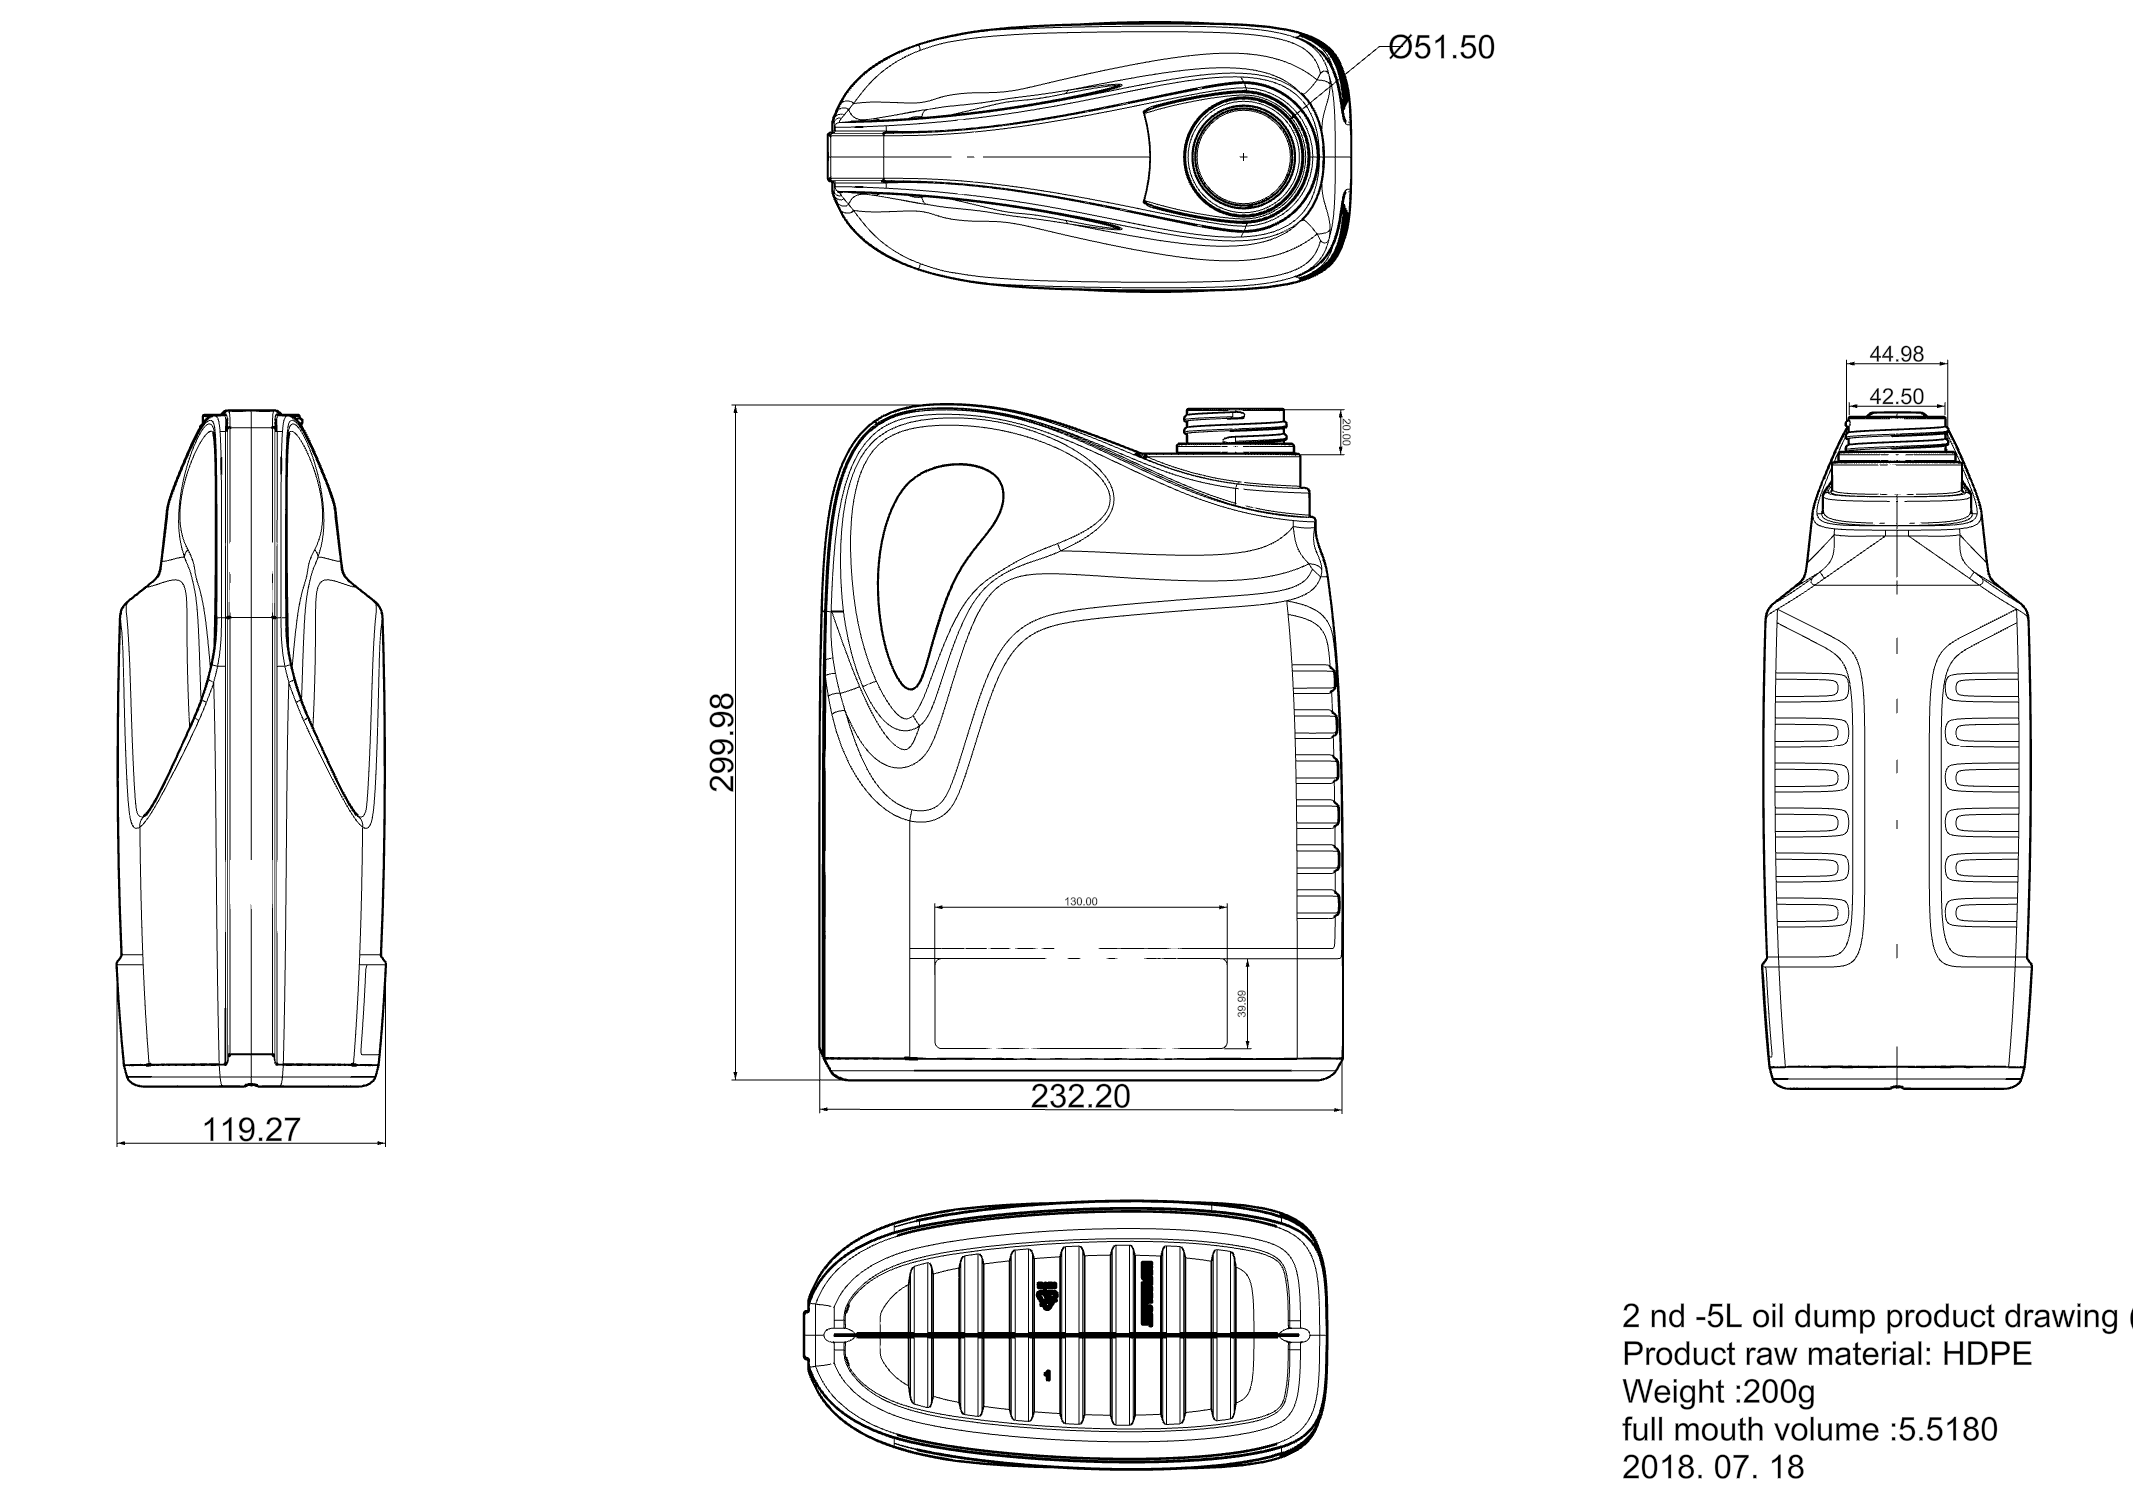 Ø51.50
44.98
42.50
20.00
299.98
130.00
39.99
232.20
119.27
2 nd -5L oil dump product drawing (
Product raw material: HDPE
Weight :200g
full mouth volume :5.5180
2018. 07. 18